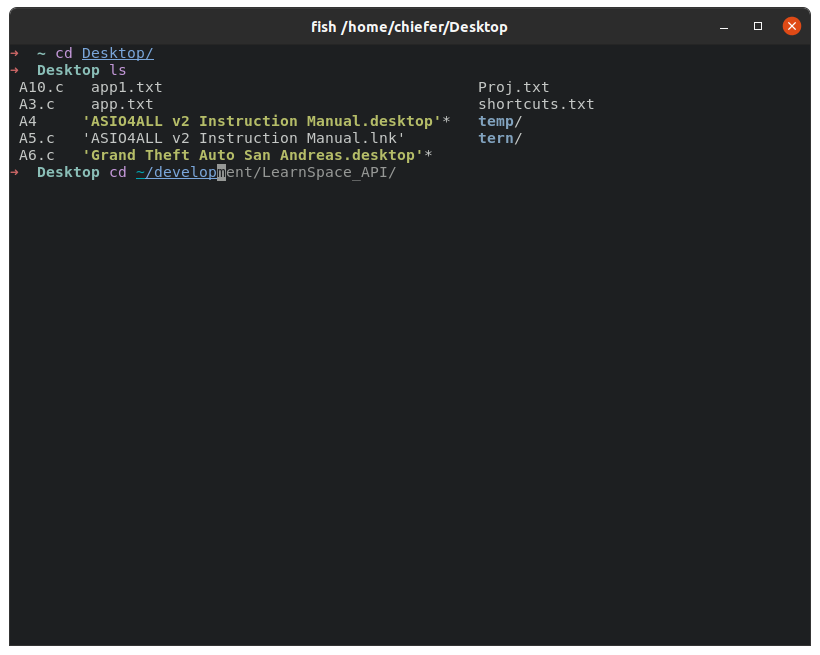 fish /home/chiefer/Desktop
➜  ~ cd Desktop/
➜  Desktop ls
A10.c   app1.txt                                   Proj.txt
A3.c    app.txt                                    shortcuts.txt
A4     'ASIO4ALL v2 Instruction Manual.desktop'*   temp/
A5.c   'ASIO4ALL v2 Instruction Manual.lnk'        tern/
A6.c   'Grand Theft Auto San Andreas.desktop'*
➜  Desktop cd ~/development/LearnSpace_API/